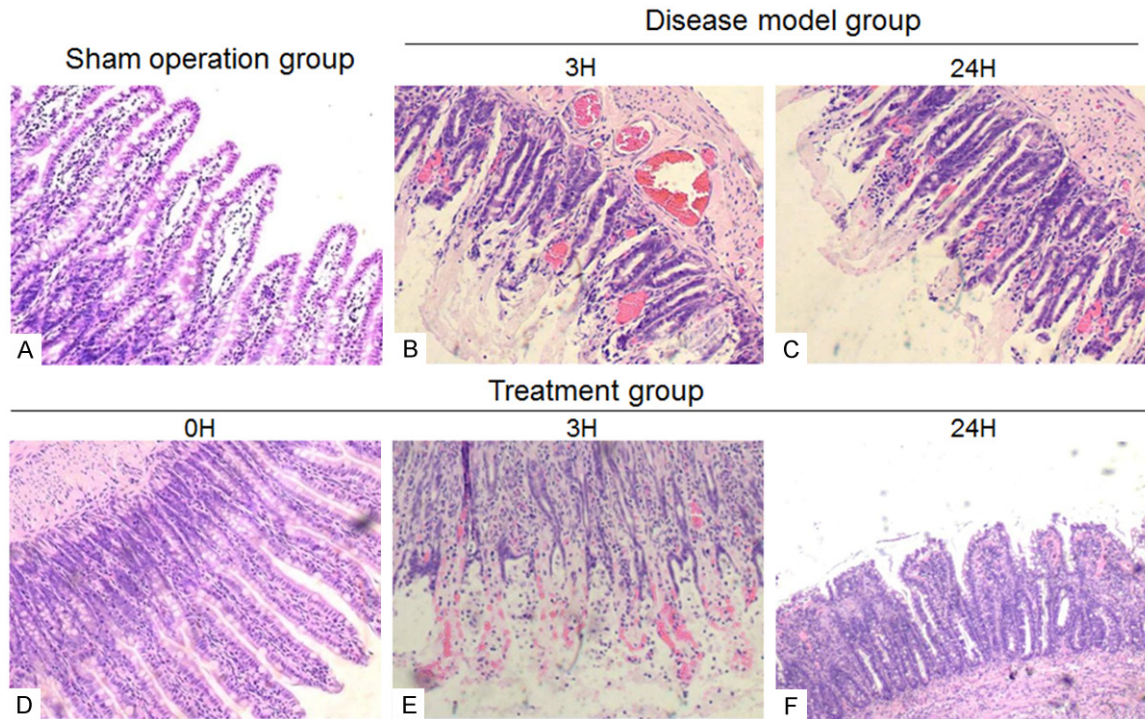 Disease model group
Sham operation group
3H
24H
A
B
C
Treatment group
0H
3H
24H
D
E
F